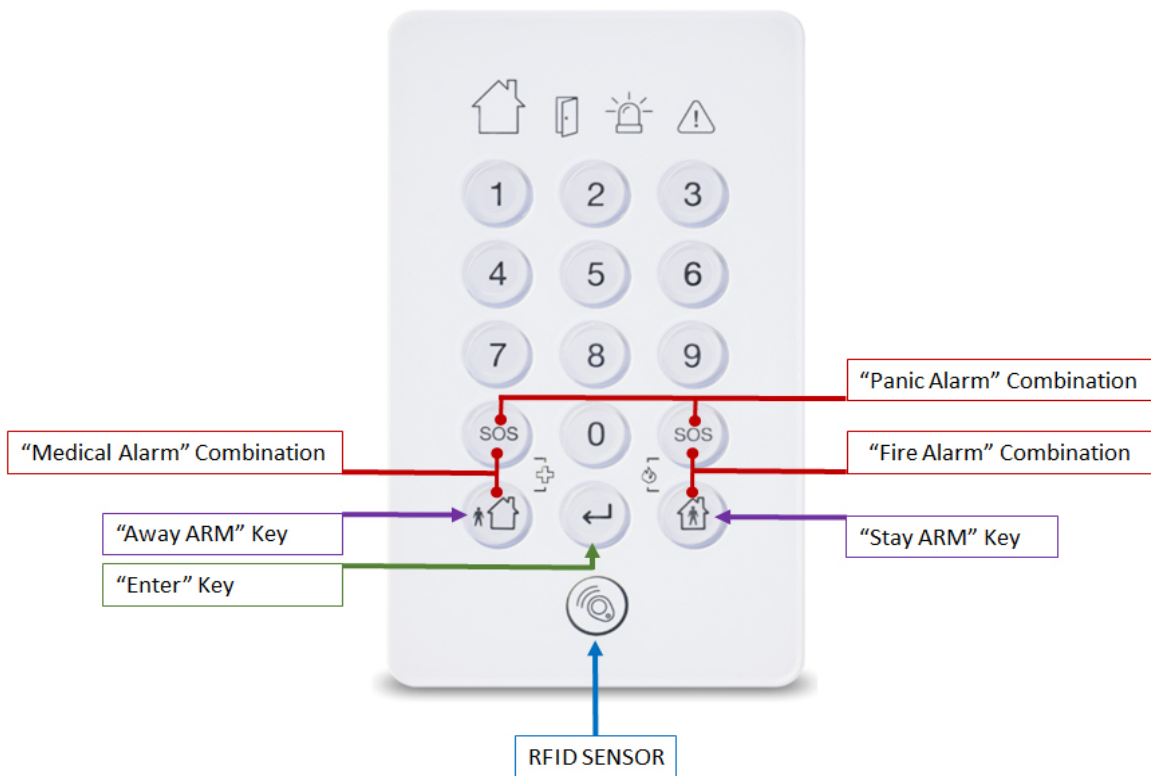 1 2 3
4 5 6
7 8 9
“Panic Alarm” Combination
SOS 0 SOS
“Medical Alarm” Combination
“Fire Alarm” Combination
“Away ARM” Key
“Stay ARM” Key
“Enter” Key
RFID SENSOR